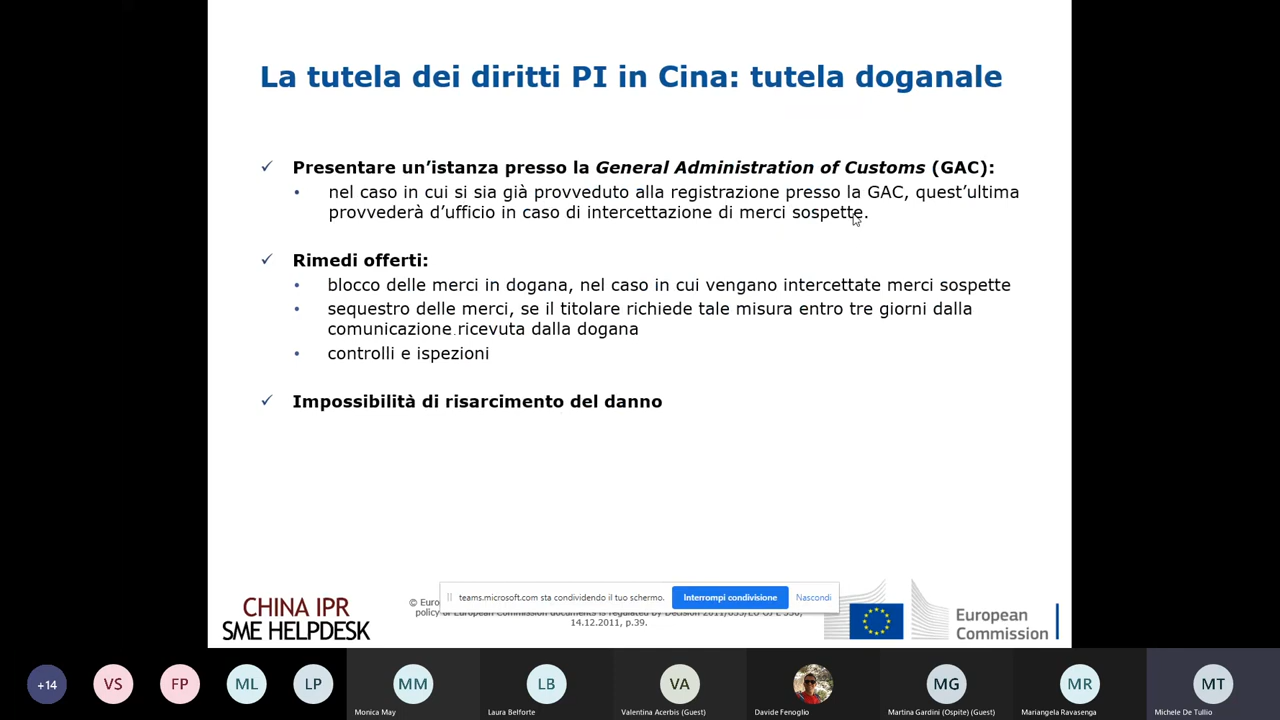 La tutela dei diritti PI in Cina: tutela doganale
✓ Presentare un’istanza presso la General Administration of Customs (GAC):
• nel caso in cui si sia già provveduto alla registrazione presso la GAC, quest’ultima
provvederà d’ufficio in caso di intercettazione di merci sospette.
✓ Rimedi offerti:
• blocco delle merci in dogana, nel caso in cui vengano intercettate merci sospette
• sequestro delle merci, se il titolare richiede tale misura entro tre giorni dalla
comunicazione ricevuta dalla dogana
• controlli e ispezioni
✓ Impossibilità di risarcimento del danno
CHINA IPR
SME HELPDESK
© Euro
teams.microsoft.com sta condividendo il tuo schermo.
Interrompi condivisione
Nascondi
14.12.2011, p.39.
European
Commission
+14
VS
FP
ML
LP
MM
Monica May
LB
Laura Belforte
VA
Valentina Acerbis (Guest)
Davide Fenoglio
MG
Martina Gardini (Ospite) (Guest)
MR
Mariangela Ravasenga
MT
Michele De Tullio